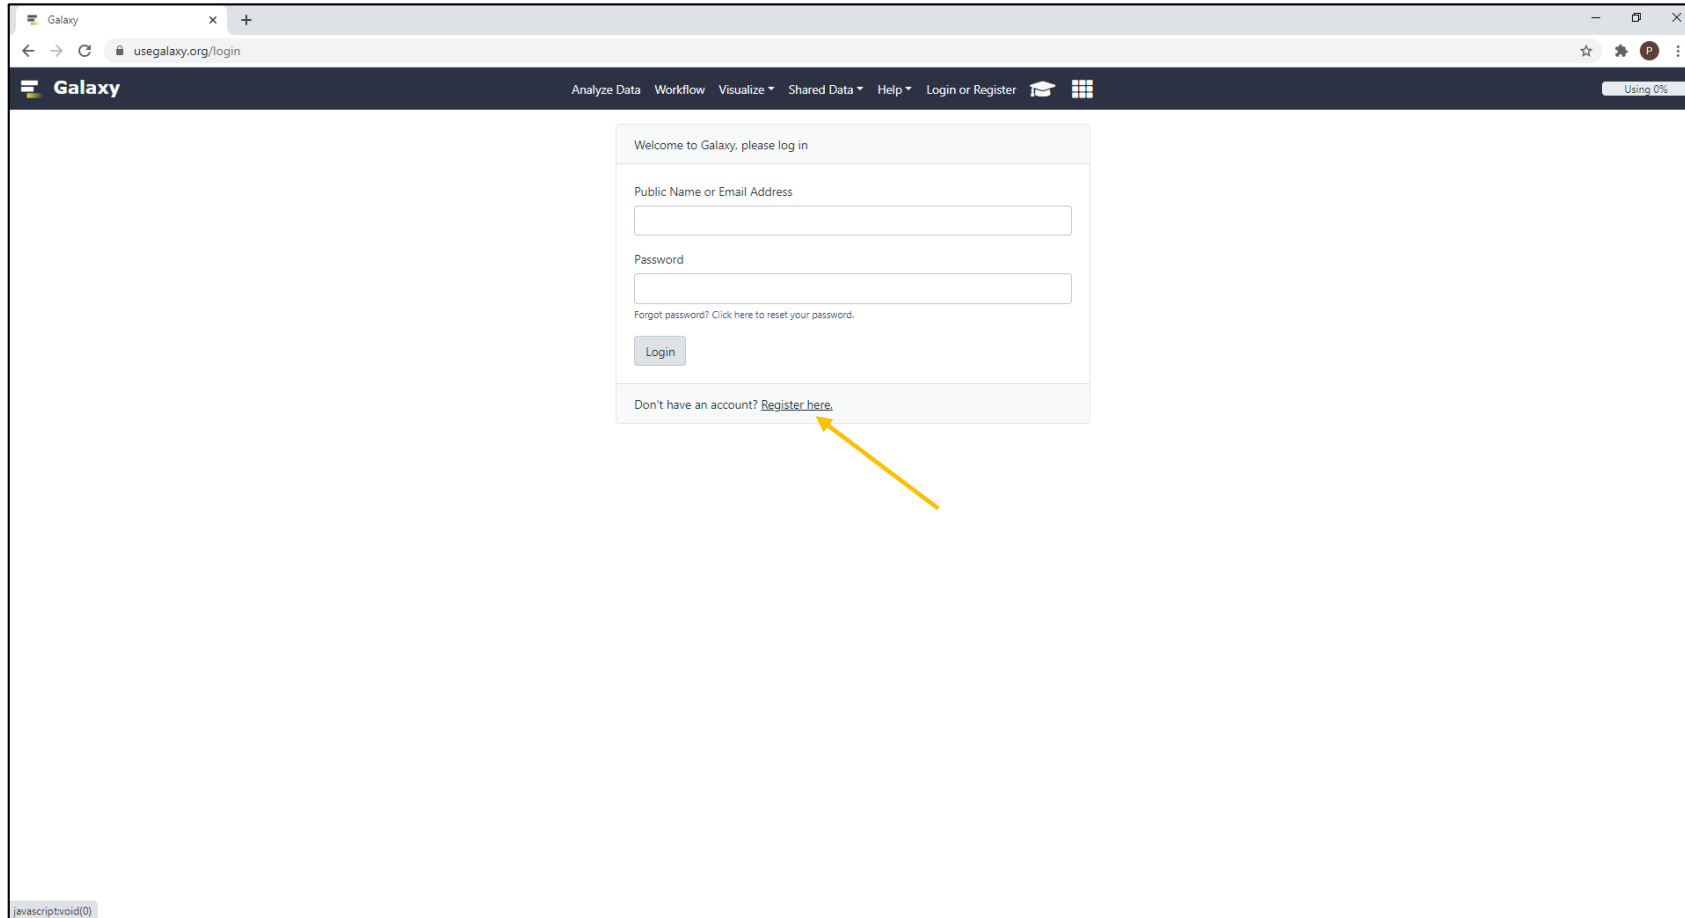 Galaxy
usegalaxy.org/login
P
Galaxy
Analyze Data Workflow Visualize Shared Data Help Login or Register
Using 0%
Welcome to Galaxy, please log in
Public Name or Email Address
Password
Forgot password? Click here to reset your password.
Login
Don't have an account? Register here.
javascript:void(0)